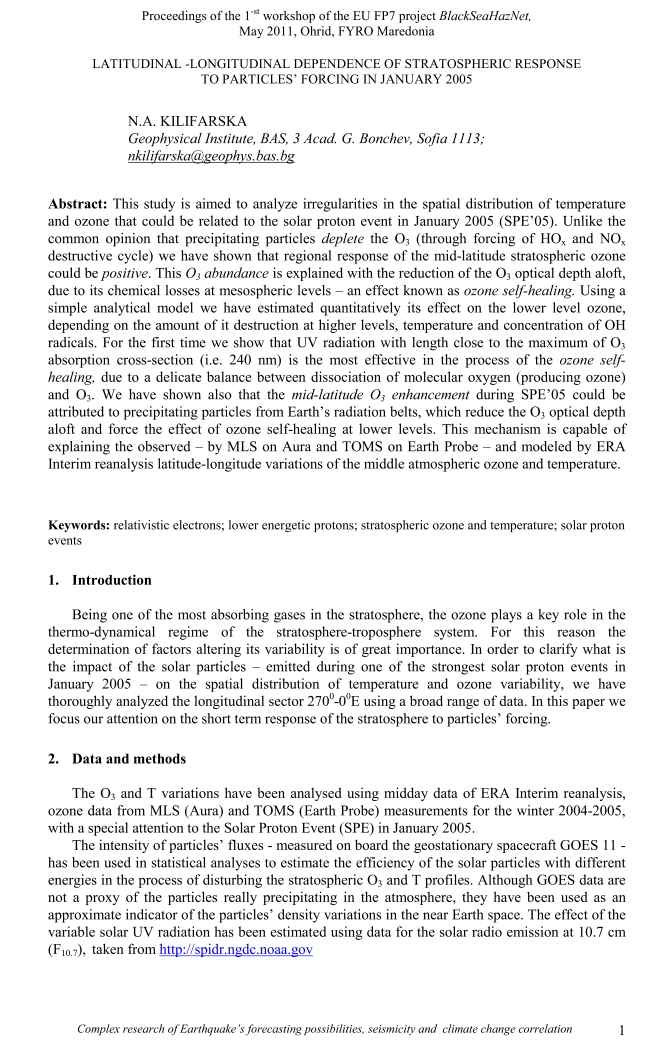 Proceedings of the 1-st workshop of the EU FP7 project BlackSeaHazNet,
May 2011, Ohrid, FYRO Maredonia
LATITUDINAL -LONGITUDINAL DEPENDENCE OF STRATOSPHERIC RESPONSE
TO PARTICLES' FORCING IN JANUARY 2005
N.A. KILIFARSKA
Geophysical Institute, BAS, 3 Acad. G. Bonchev, Sofia 1113;
nkilifarska@geophys.bas.bg
Abstract: This study is aimed to analyze irregularities in the spatial distribution of temperature
and ozone that could be related to the solar proton event in January 2005 (SPE'05). Unlike the
common opinion that precipitating particles deplete the O3 (through forcing of HOx and NOx
destructive cycle) we have shown that regional response of the mid-latitude stratospheric ozone
could be positive. This O3 abundance is explained with the reduction of the O3 optical depth aloft,
due to its chemical losses at mesospheric levels – an effect known as ozone self-healing. Using a
simple analytical model we have estimated quantitatively its effect on the lower level ozone,
depending on the amount of it destruction at higher levels, temperature and concentration of OH
radicals. For the first time we show that UV radiation with length close to the maximum of O3
absorption cross-section (i.e. 240 nm) is the most effective in the process of the ozone self-
healing, due to a delicate balance between dissociation of molecular oxygen (producing ozone)
and O3. We have shown also that the mid-latitude O3 enhancement during SPE'05 could be
attributed to precipitating particles from Earth's radiation belts, which reduce the O3 optical depth
aloft and force the effect of ozone self-healing at lower levels. This mechanism is capable of
explaining the observed – by MLS on Aura and TOMS on Earth Probe – and modeled by ERA
Interim reanalysis latitude-longitude variations of the middle atmospheric ozone and temperature.
Keywords: relativistic electrons; lower energetic protons; stratospheric ozone and temperature; solar proton
events
1. Introduction
Being one of the most absorbing gases in the stratosphere, the ozone plays a key role in the
thermo-dynamical regime of the stratosphere-troposphere system. For this reason the
determination of factors altering its variability is of great importance. In order to clarify what is
the impact of the solar particles – emitted during one of the strongest solar proton events in
January 2005 – on the spatial distribution of temperature and ozone variability, we have
thoroughly analyzed the longitudinal sector 270⁰-0⁰E using a broad range of data. In this paper we
focus our attention on the short term response of the stratosphere to particles' forcing.
2. Data and methods
The O3 and T variations have been analysed using midday data of ERA Interim reanalysis,
ozone data from MLS (Aura) and TOMS (Earth Probe) measurements for the winter 2004-2005,
with a special attention to the Solar Proton Event (SPE) in January 2005.
The intensity of particles' fluxes - measured on board the geostationary spacecraft GOES 11 -
has been used in statistical analyses to estimate the efficiency of the solar particles with different
energies in the process of disturbing the stratospheric O3 and T profiles. Although GOES data are
not a proxy of the particles really precipitating in the atmosphere, they have been used as an
approximate indicator of the particles' density variations in the near Earth space. The effect of the
variable solar UV radiation has been estimated using data for the solar radio emission at 10.7 cm
(F10.7), taken from http://spidr.ngdc.noaa.gov
Complex research of Earthquake's forecasting possibilities, seismicity and climate change correlation 1